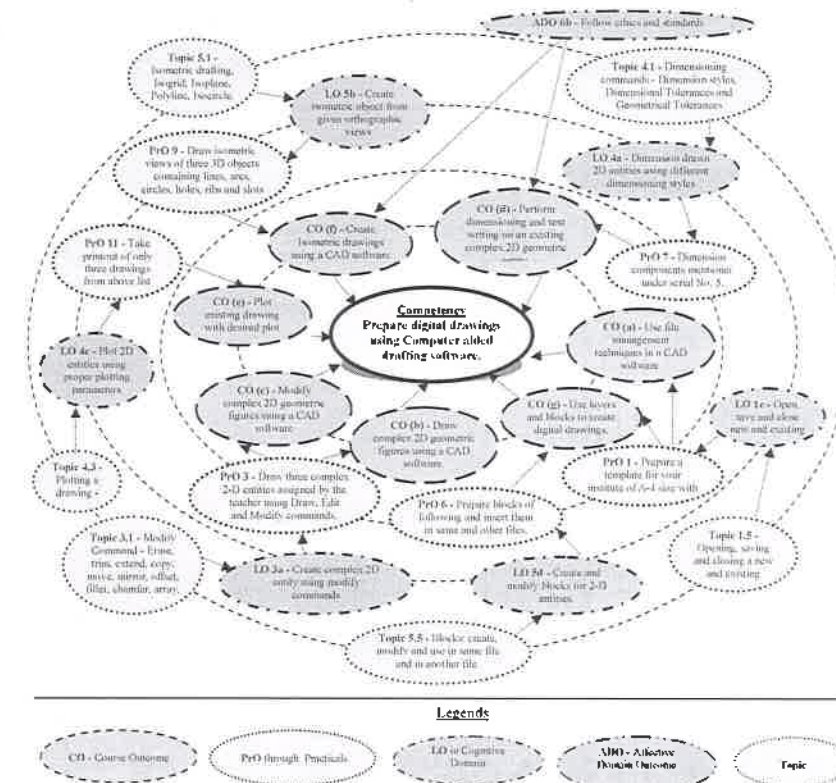 ADO 6b - Follow ethics and standards
Topic 5.1 -
Isometric drafting,
Isogrid, Isoplane,
Polyline, Isocircle.
Topic 4.1 - Dimensioning
commands - Dimension styles,
Dimensional Tolerances and
Geometrical Tolerances
LO 5b - Create
isometric object from
given orthographic
views
PrO 9 - Draw isometric
views of three 3D objects
containing lines, arcs,
circles, holes, ribs and slots
LO 4a - Dimension drawn
2D entities using different
dimensioning styles
CO (f) - Create
Isometric drawings
using a CAD software
CO (d) - Perform
dimensioning and text
writing on an existing
complex 2D geometric
PrO 11 - Take
printout of only
three drawings
from above list
PrO 7 - Dimension
components mentioned
under serial No. 5.
CO (e) - Plot
existing drawing
with desired plot
Competency
Prepare digital drawings
using Computer aided
drafting software.
CO (a) - Use file
management
techniques in a CAD
software
LO 4c - Plot 2D
entities using
proper plotting
parameters
CO (c) - Modify
complex 2D geometric
figures using a CAD
software
CO (b) - Draw
complex 2D geometric
figures using a CAD
software
CO (g) - Use layers
and blocks to create
digital drawings.
LO 1c - Open,
save and close
new and existing
Topic 4.3 -
Plotting a
drawing -
PrO 3 - Draw three complex
2-D entities assigned by the
teacher using Draw, Edit
and Modify commands.
PrO 6 - Prepare blocks of
following and insert them
in same and other files.
PrO 1 - Prepare a
template for your
institute of A-4 size with
Topic 3.1 - Modify
Command - Erase,
trim, extend, copy,
move, mirror, offset,
fillet, chamfer, array.
LO 3a - Create complex 2D
entity using modify
commands
LO 5d - Create and
modify blocks for 2-D
entities.
Topic 1.5 -
Opening, saving
and closing a new
and existing
Topic 5.5 - Blocks: create,
modify and use in same file
and in another file
Legends
CO - Course Outcome
PrO through Practicals
LO in Cognitive
Domain
ADO - Affective
Domain Outcome
Topic